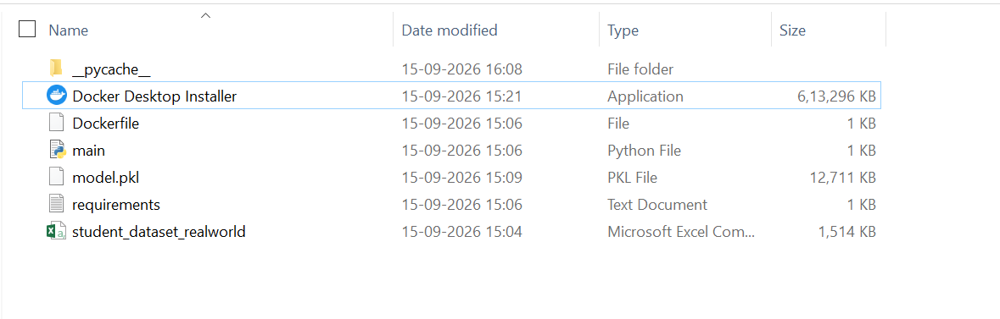 Name Date modified Type Size
__pycache__ 15-09-2026 16:08 File folder
Docker Desktop Installer 15-09-2026 15:21 Application 6,13,296 KB
Dockerfile 15-09-2026 15:06 File 1 KB
main 15-09-2026 15:06 Python File 1 KB
model.pkl 15-09-2026 15:09 PKL File 12,711 KB
requirements 15-09-2026 15:06 Text Document 1 KB
student_dataset_realworld 15-09-2026 15:04 Microsoft Excel Com... 1,514 KB